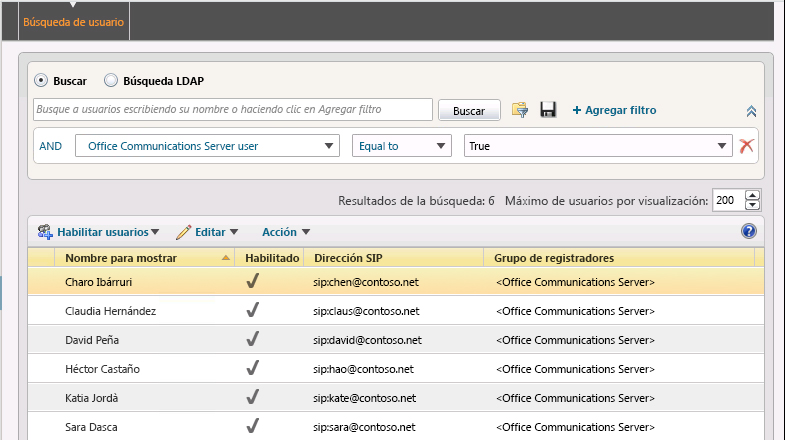 Búsqueda de usuario
Buscar Búsqueda LDAP
Busque a usuarios escribiendo su nombre o haciendo clic en Agregar filtro Buscar + Agregar filtro
AND Office Communications Server user Equal to True
Resultados de la búsqueda: 6 Máximo de usuarios por visualización: 200
Habilitar usuarios Editar Acción ?
Nombre para mostrar Habilitado Dirección SIP Grupo de registradores
Charo Ibárruri sip:chen@contoso.net <Office Communications Server>
Claudia Hernández sip:claus@contoso.net <Office Communications Server>
David Peña sip:david@contoso.net <Office Communications Server>
Héctor Castaño sip:hao@contoso.net <Office Communications Server>
Katia Jordà sip:kate@contoso.net <Office Communications Server>
Sara Dasca sip:sara@contoso.net <Office Communications Server>